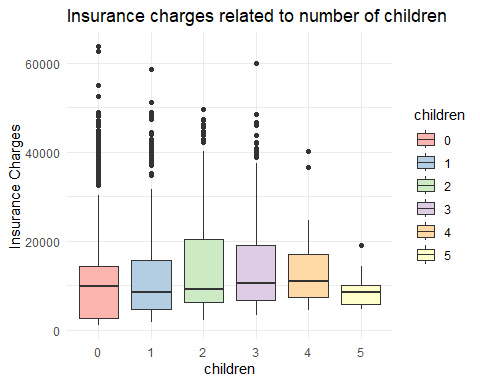 Insurance charges related to number of children
Insurance Charges
60000
40000
20000
0
0 1 2 3 4 5
children
children
0
1
2
3
4
5